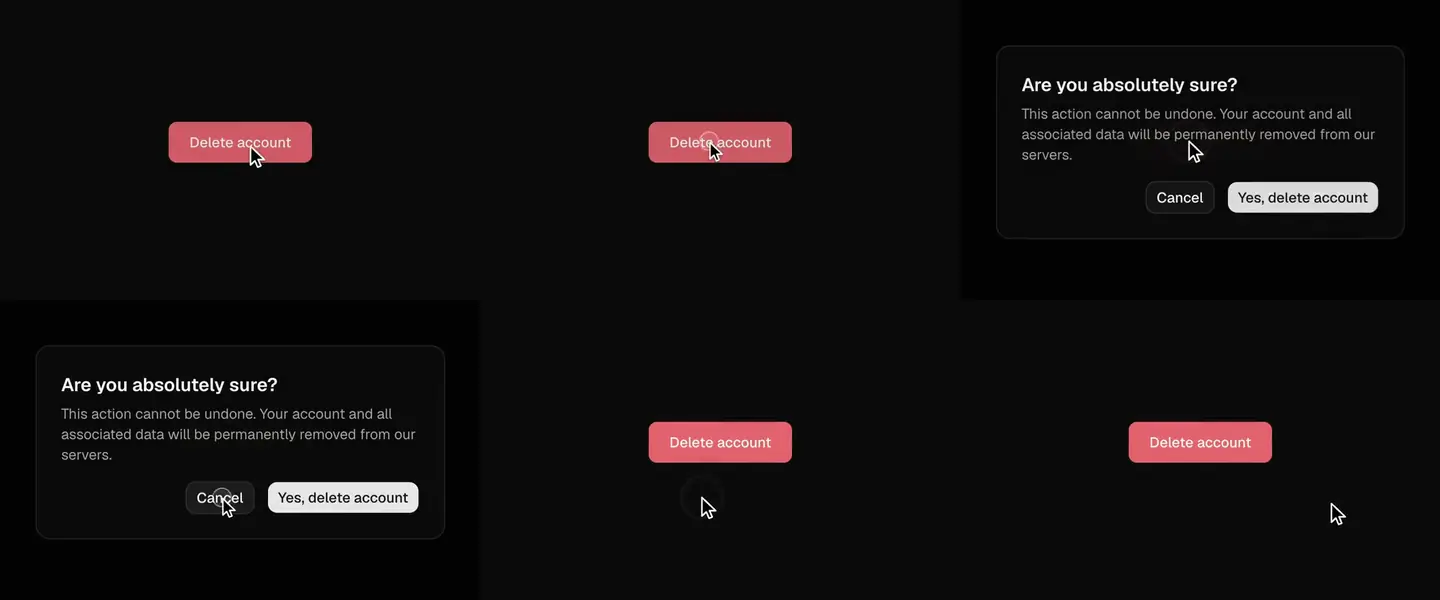 Delete account
Delete account
Are you absolutely sure?
This action cannot be undone. Your account and all
associated data will be permanently removed from our
servers.
Cancel
Yes, delete account
Are you absolutely sure?
This action cannot be undone. Your account and all
associated data will be permanently removed from our
servers.
Cancel
Yes, delete account
Delete account
Delete account